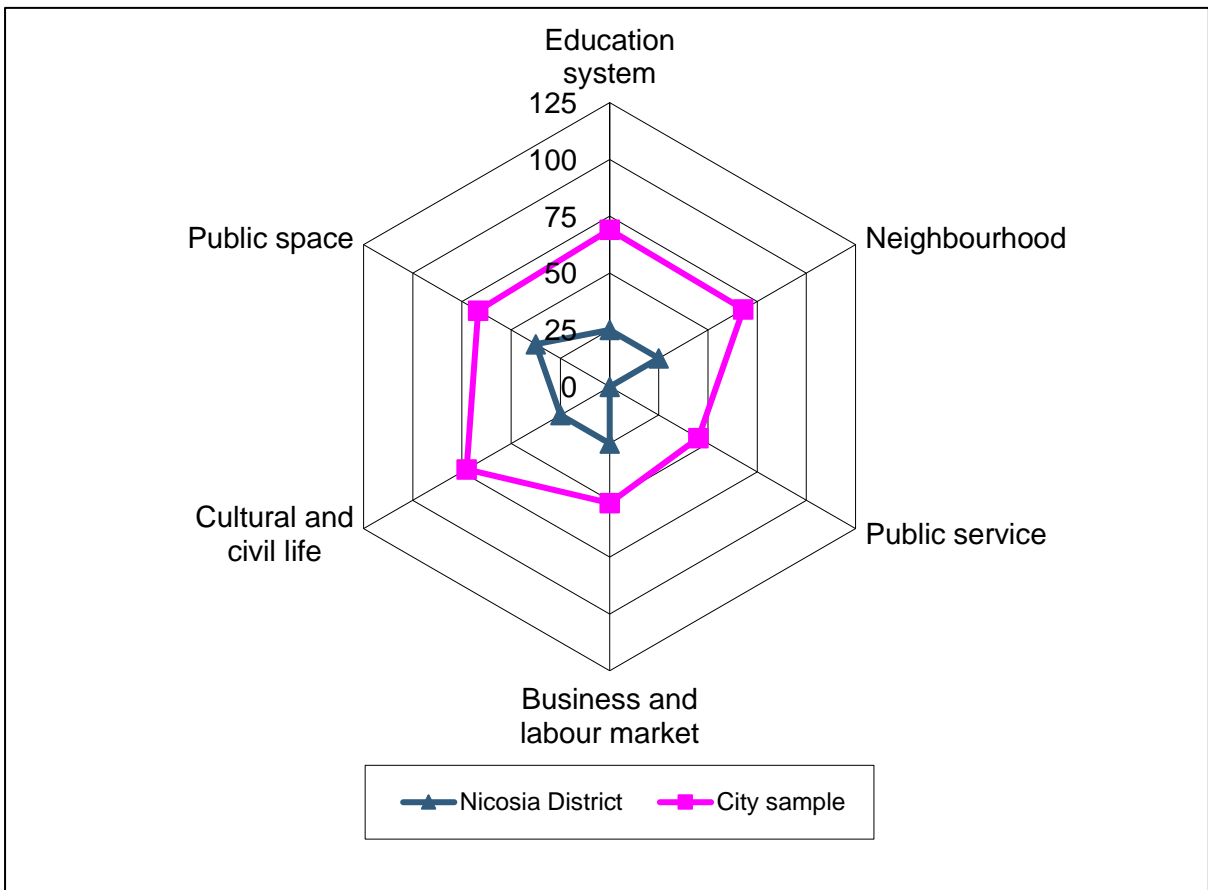 Education
system
125
100
75
50
25
0
Public space
Neighbourhood
Cultural and
civil life
Public service
Business and
labour market
Nicosia District
City sample